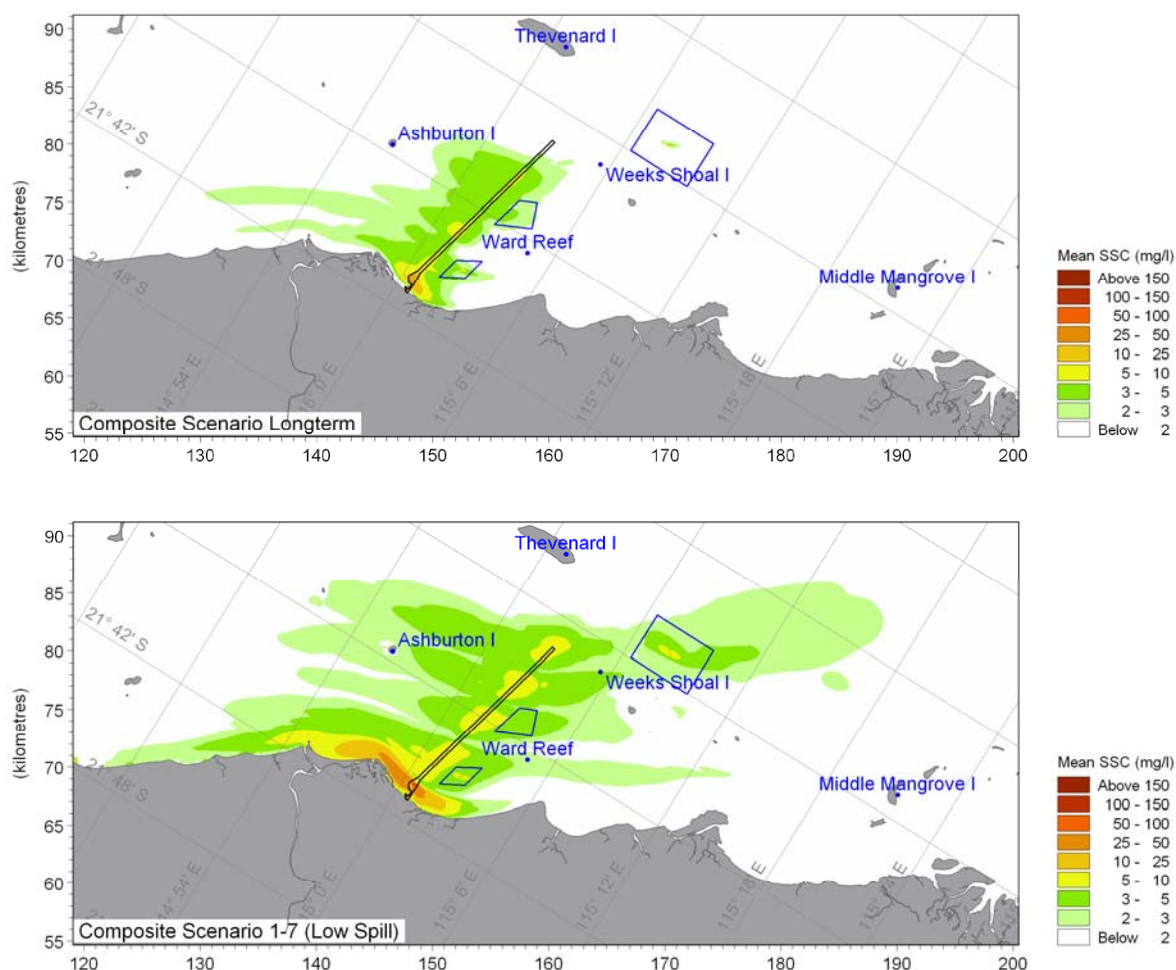 90
85
80
75
70
65
60
55
(kilometres)
Thevenard I
21° 42' S
Ashburton I
Weeks Shoal I
Ward Reef
Middle Mangrove I
21° 48' S
114° 54' E
115° 6' E
115° 12' E
115° 18' E
Composite Scenario Longterm
120
130
140
150
160
170
180
190
200
Mean SSC (mg/l)
Above 150
100 - 150
50 - 100
25 - 50
10 - 25
5 - 10
3 - 5
2 - 3
Below 2
90
85
80
75
70
65
60
55
(kilometres)
Thevenard I
21° 42' S
Ashburton I
Weeks Shoal I
Ward Reef
Middle Mangrove I
21° 48' S
115° 6' E
115° 12' E
115° 18' E
Composite Scenario 1-7 (Low Spill)
120
130
140
150
160
170
180
190
200
Mean SSC (mg/l)
Above 150
100 - 150
50 - 100
25 - 50
10 - 25
5 - 10
3 - 5
2 - 3
Below 2